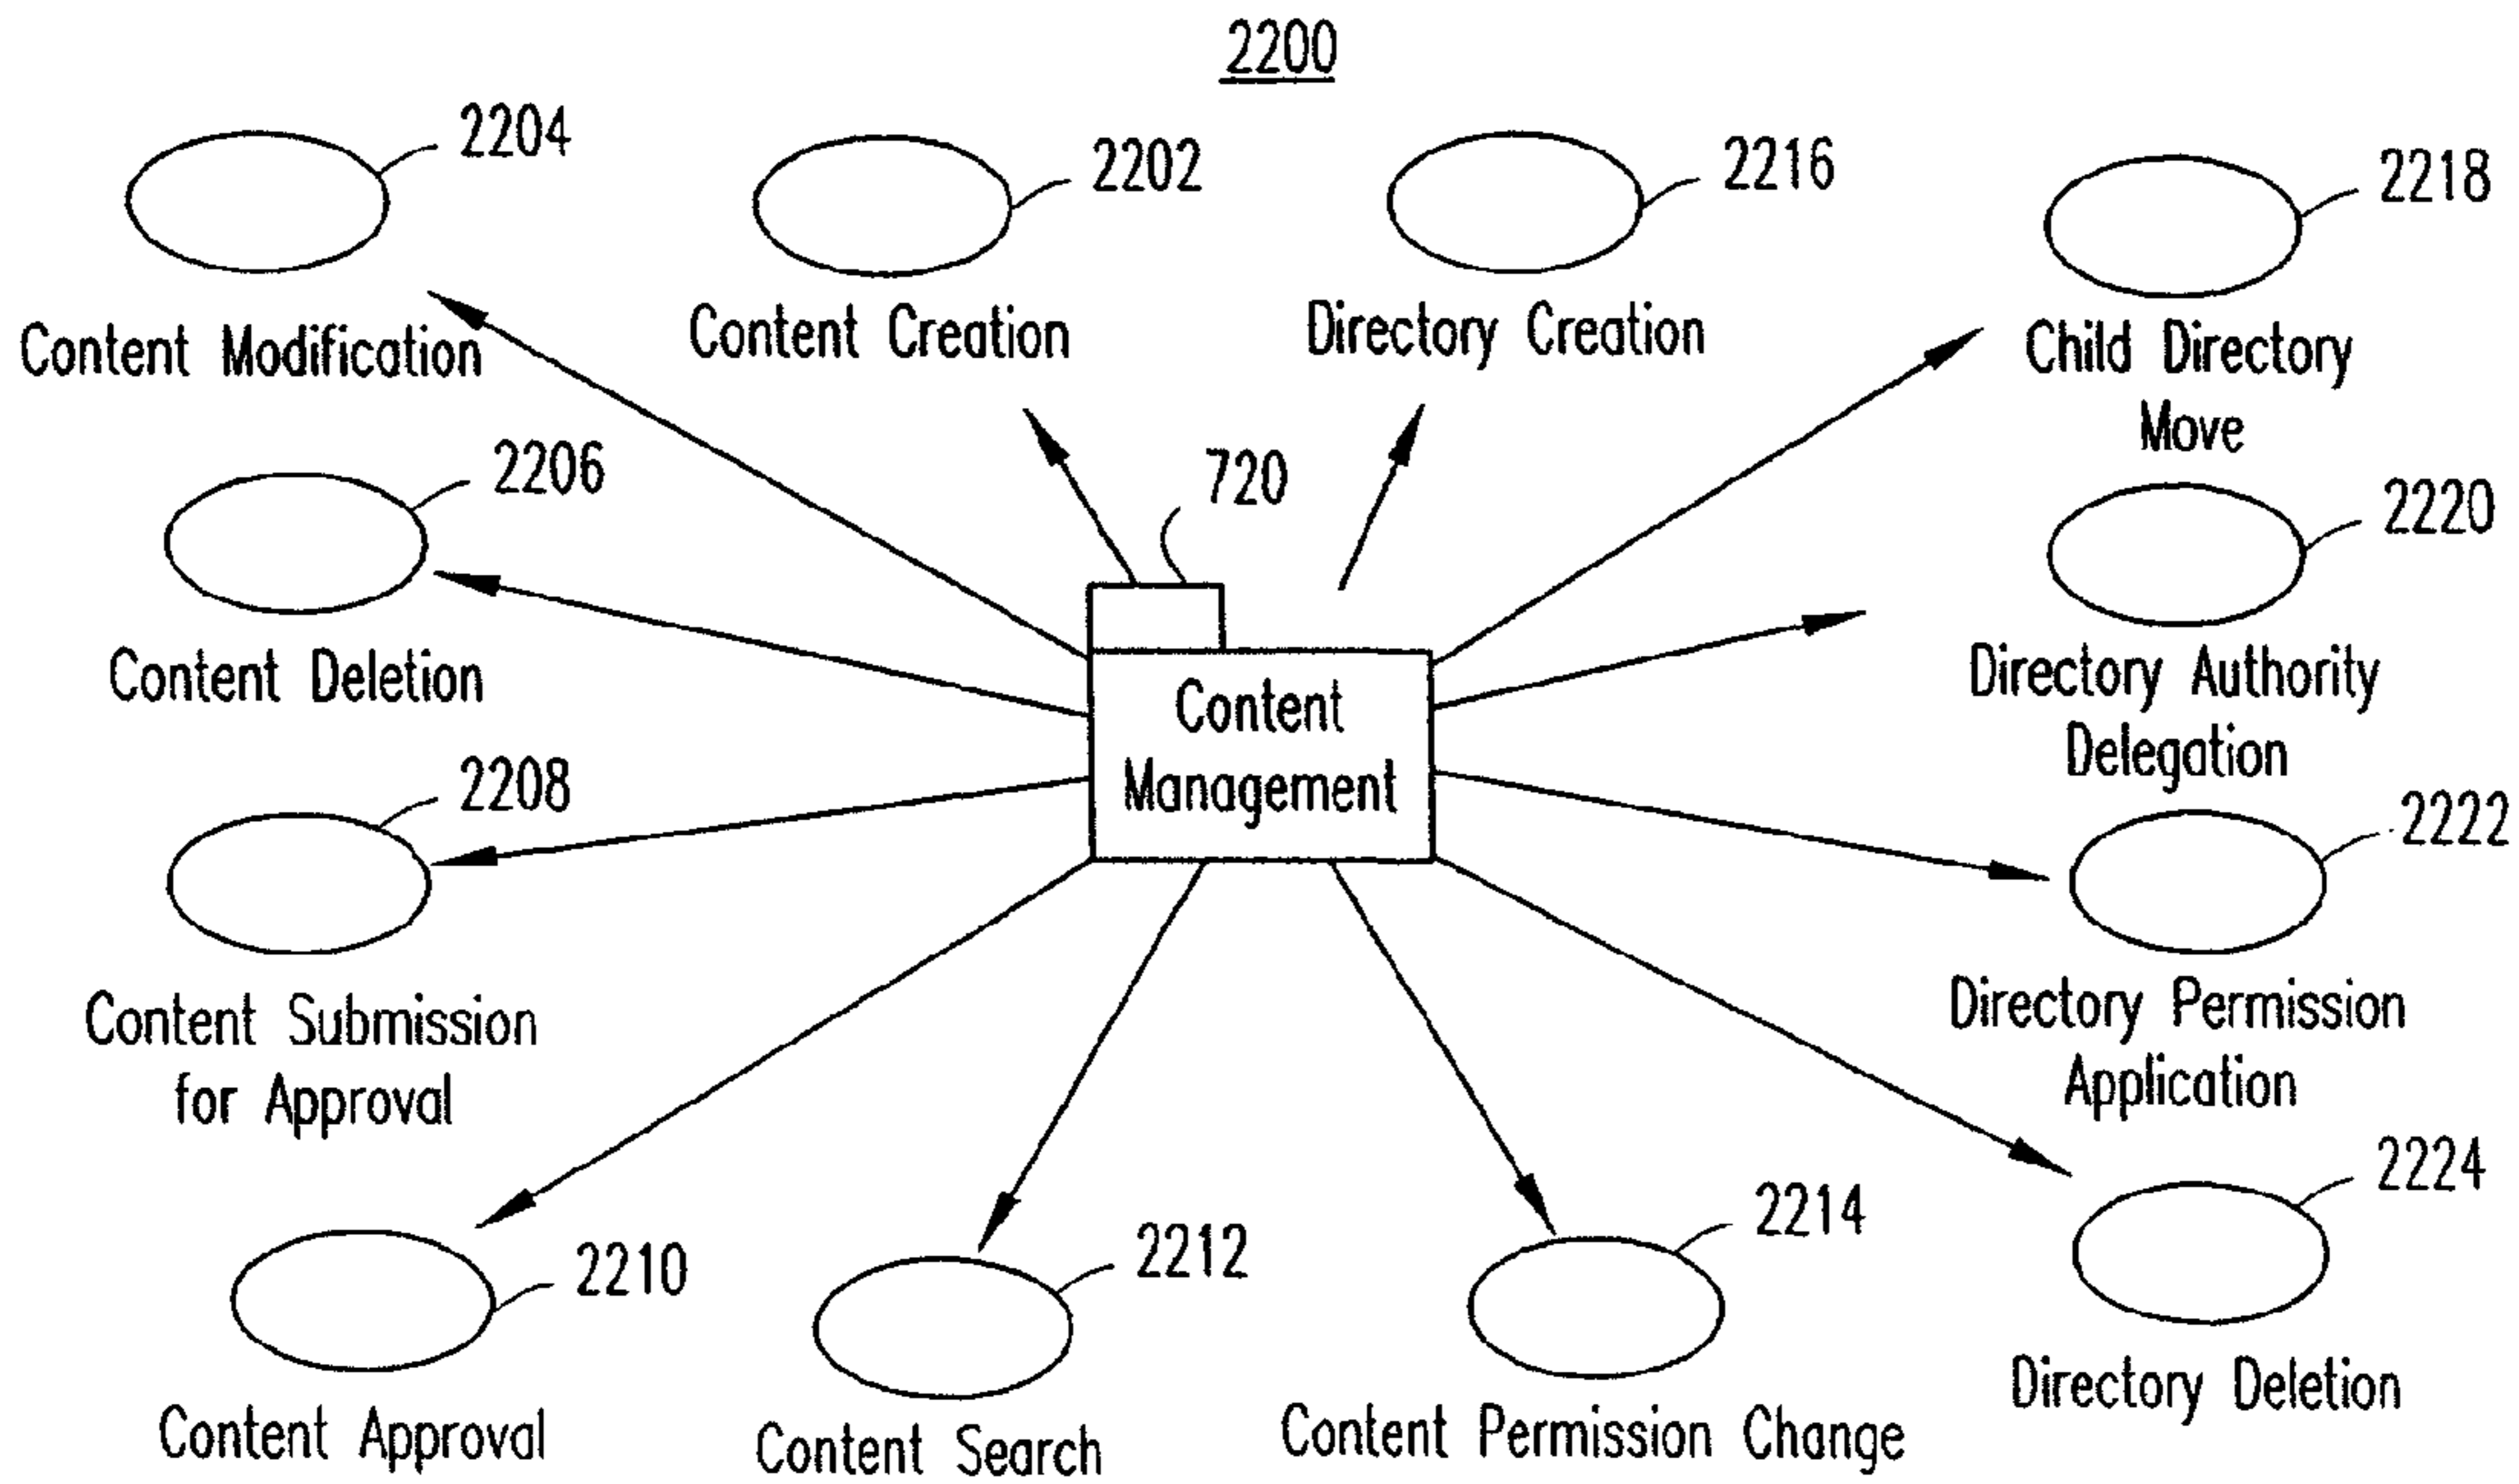 2200
2204
2202
2216
2218
Content Modification
Content Creation
Directory Creation
Child Directory
Move
2206
720
2220
Content Deletion
Content
Management
Directory Authority
Delegation
2208
2222
Content Submission
for Approval
Directory Permission
Application
2210
2212
2214
2224
Content Approval
Content Search
Content Permission Change
Directory Deletion